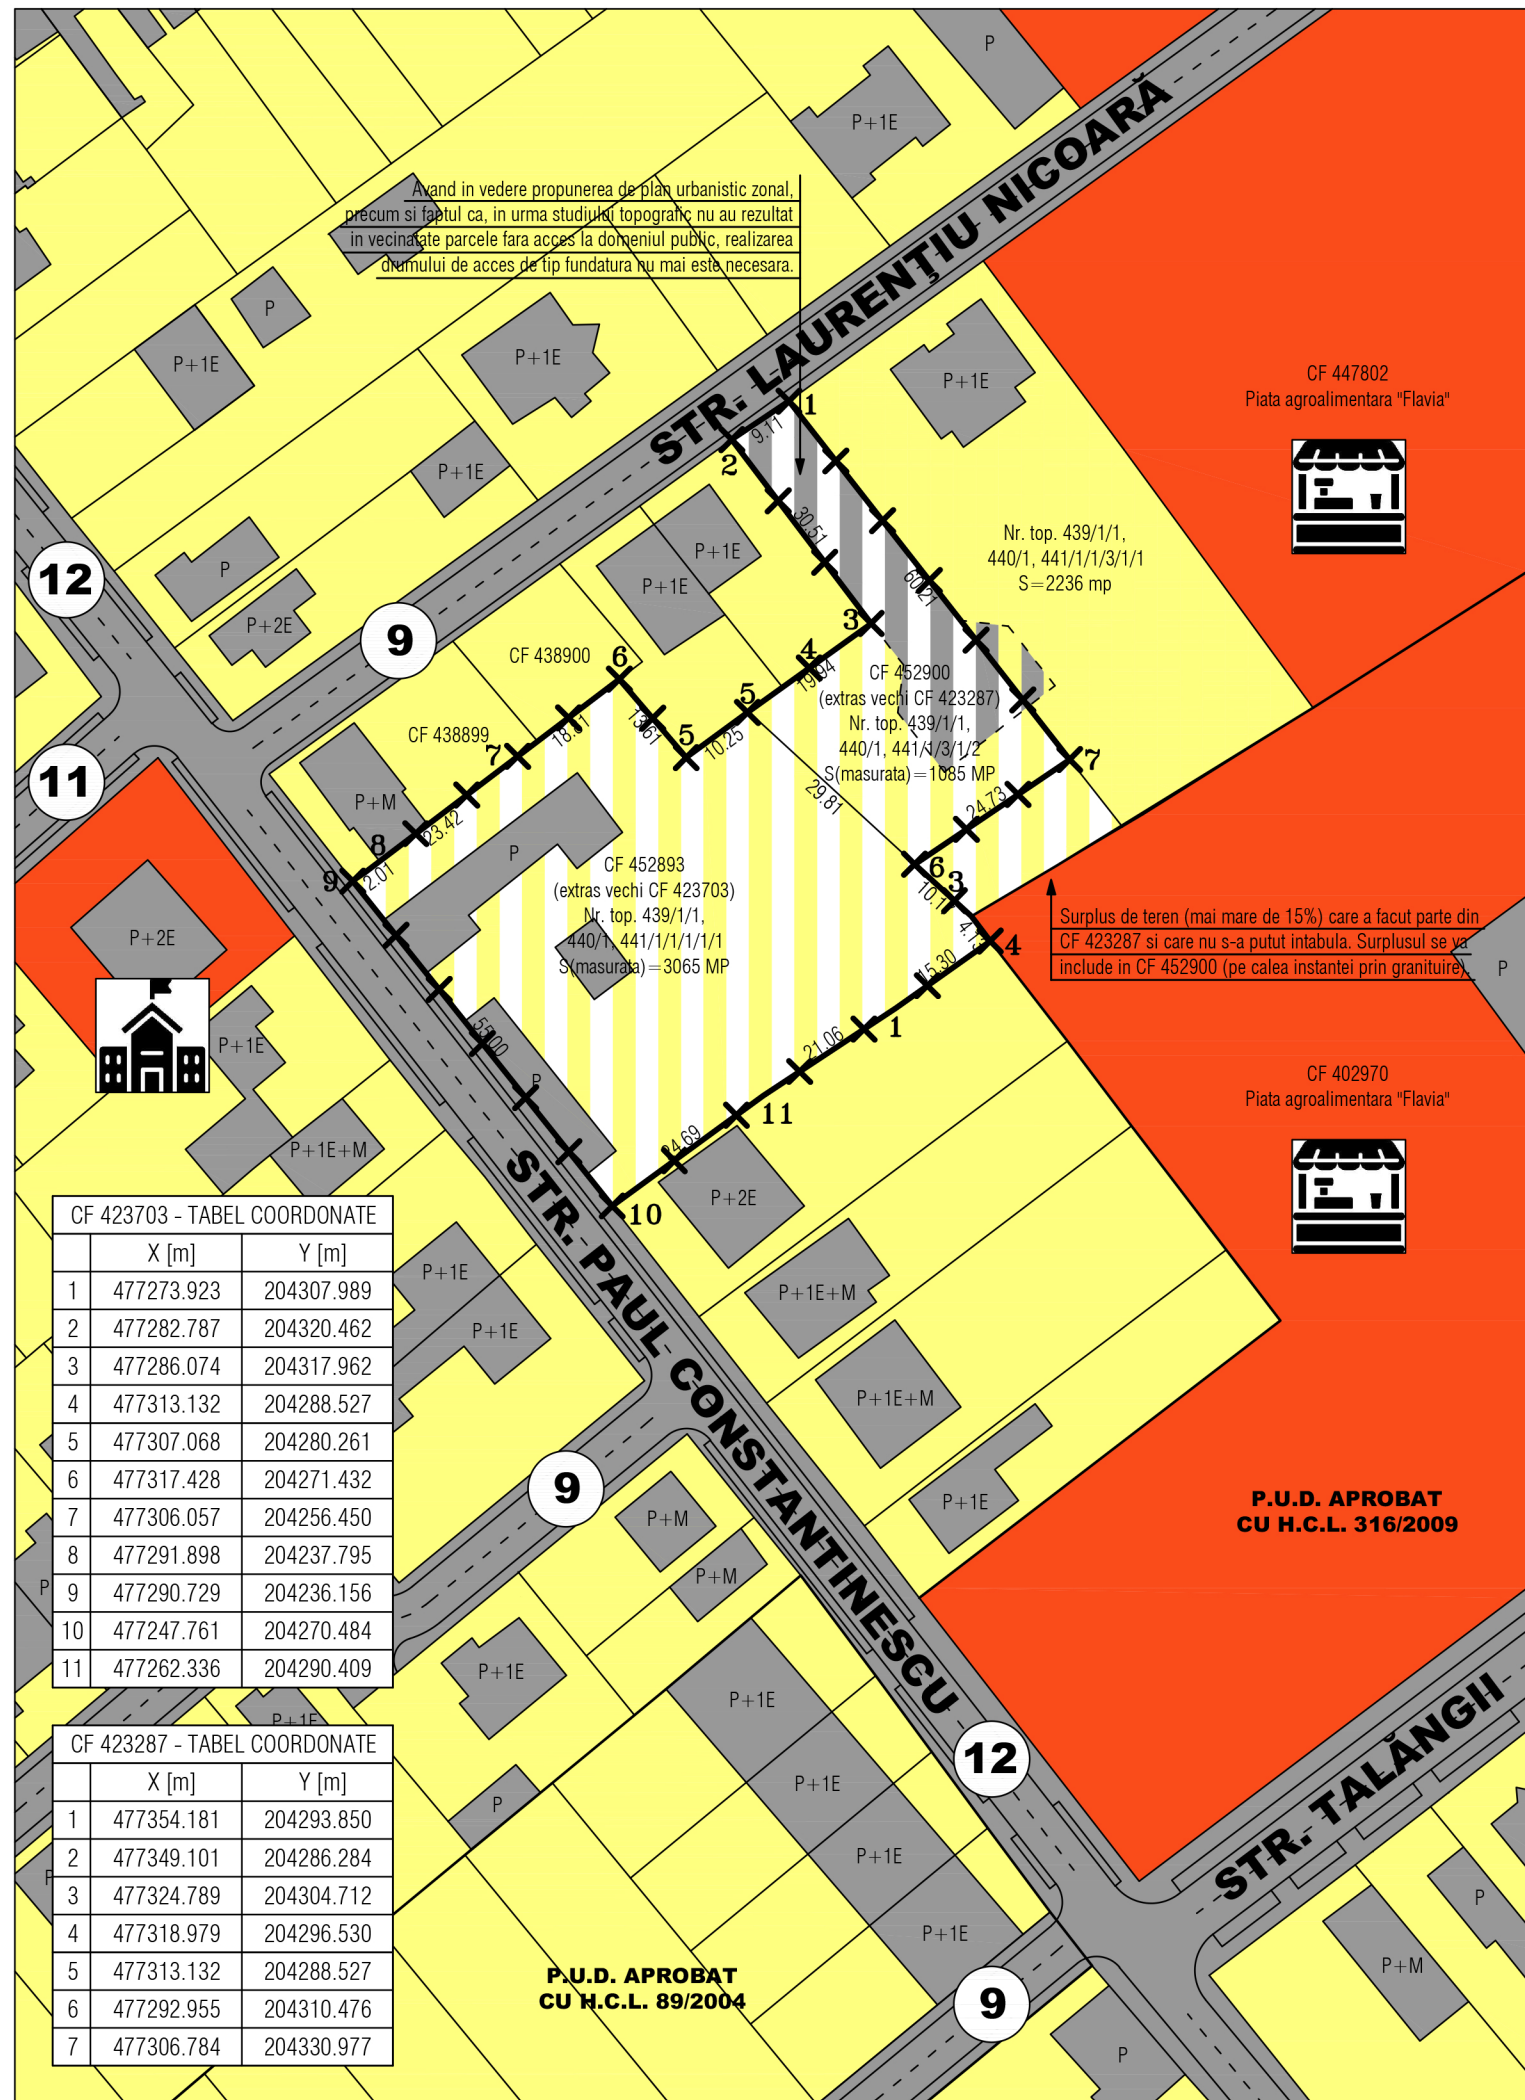 P
P+1E
STR. LAURENȚIU NICOARĂ
Avand in vedere propunerea de plan urbanistic zonal,
precum si faptul ca, in urma studiului topografic nu au rezultat
in vecinatate parcele fara acces la domeniul public, realizarea
drumului de acces de tip fundatura nu mai este necesara.
P
P+1E
P+1E
P+1E
CF 447802
Piata agroalimentara "Flavia"
1
9.11
2
P+1E
30.51
60.21
Nr. top. 439/1/1,
440/1, 441/1/1/3/1/1
S=2236 mp
P+1E
P+1E
P
P+2E
12
9
11
3
4
19.94
CF 438900
6
13.61
5
5
10.25
CF 438899
7
18.81
CF 452900
(extras vechi CF 423287)
Nr. top. 439/1/1,
440/1, 441/1/3/1/2
S(masurata)=1085 MP
7
24.73
29.81
P+M
8
23.42
9
2.01
P
CF 452893
(extras vechi CF 423703)
Nr. top. 439/1/1,
440/1, 441/1/1/1/1/1
S(masurata)=3065 MP
6
3
4
15.30
Surplus de teren (mai mare de 15%) care a facut parte din
CF 423287 si care nu s-a putut intabula. Surplusul se va
include in CF 452900 (pe calea instantei prin granituire).
P
P+2E
P+1E
P+1E+M
55.00
P
1
21.06
11
24.69
10
P+2E
CF 402970
Piata agroalimentara "Flavia"
STR. PAUL CONSTANTINESCU
P+1E
P+1E
P+1E+M
P+1E+M
P+1E
CF 423703 - TABEL COORDONATE
X [m] Y [m]
1 477273.923 204307.989
2 477282.787 204320.462
3 477286.074 204317.962
4 477313.132 204288.527
5 477307.068 204280.261
6 477317.428 204271.432
7 477306.057 204256.450
8 477291.898 204237.795
9 477290.729 204236.156
10 477247.761 204270.484
11 477262.336 204290.409
P
9
P+M
P+M
P.U.D. APROBAT
CU H.C.L. 316/2009
P+1E
P+1E
P+1E
P+1E
P+1E
P+1E
P
12
STR. TALĂNGII
CF 423287 - TABEL COORDONATE
X [m] Y [m]
1 477354.181 204293.850
2 477349.101 204286.284
3 477324.789 204304.712
4 477318.979 204296.530
5 477313.132 204288.527
6 477292.955 204310.476
7 477306.784 204330.977
P.U.D. APROBAT
CU H.C.L. 89/2004
9
P
P+M
P